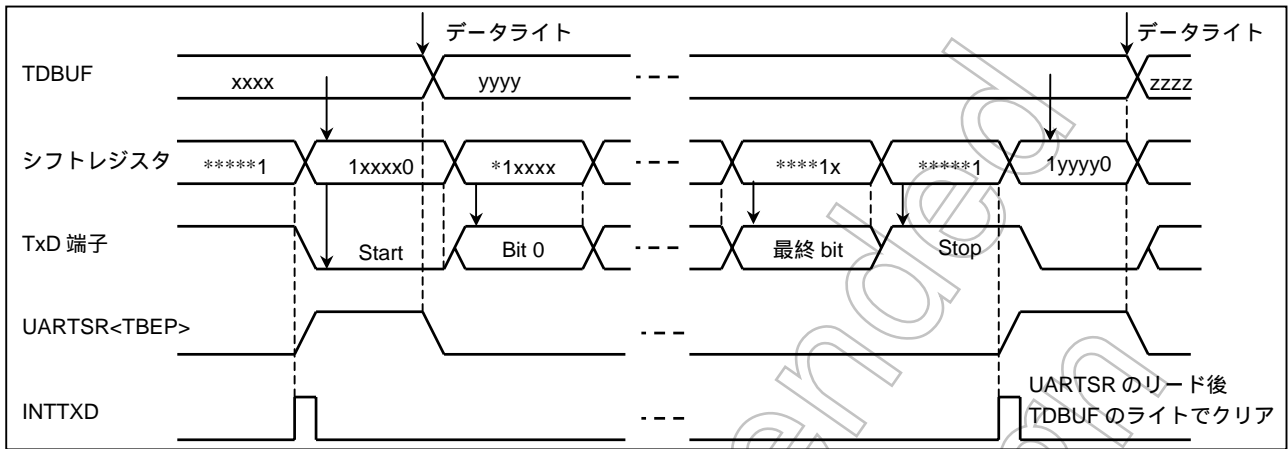 データライト
データライト
TDBUF
xxxx
yyyy
zzzz
シフトレジスタ
*****1
1xxxx0
*1xxxx
****1x
*****1
1yyyy0
TxD 端子
Start
Bit 0
最終 bit
Stop
UARTSR<TBEP>
INTTXD
UARTSR のリード後
TDBUF のライトでクリア